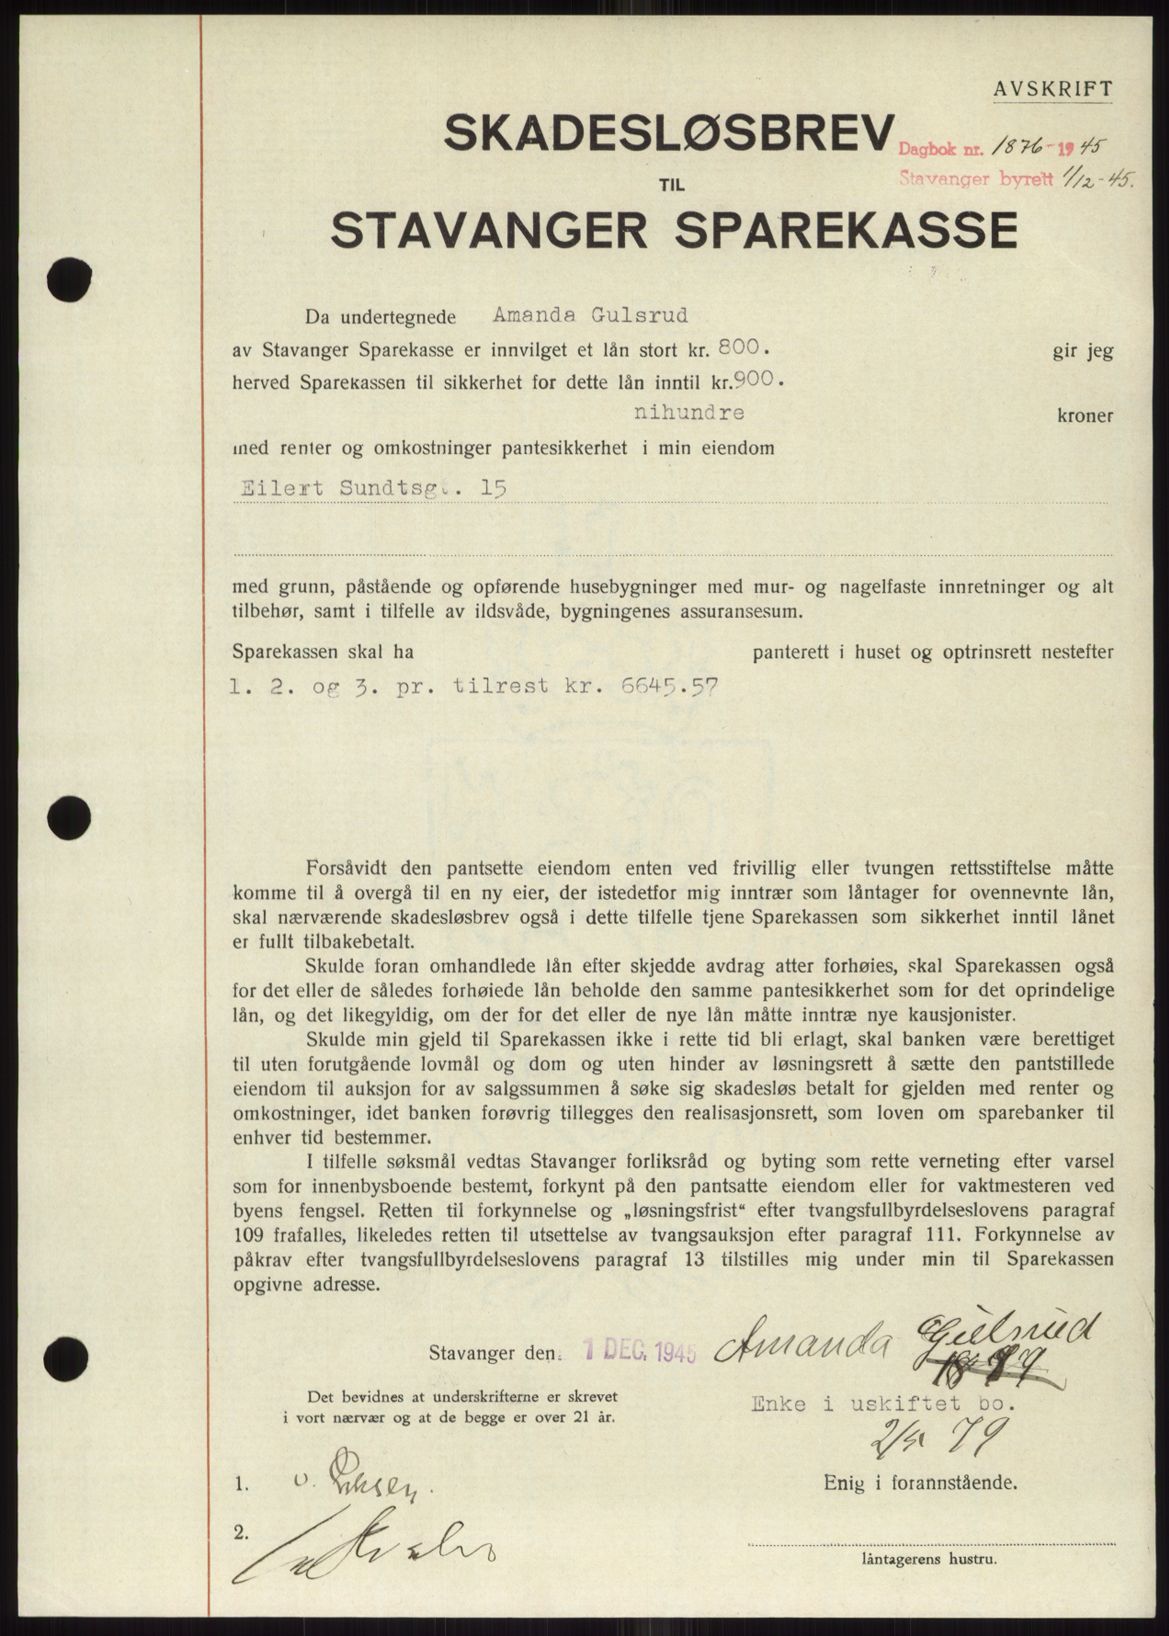 AVSKRIFT
SKADESLØSBREV
Dagbok nr. 1876-1945
TIL
Stavanger byrett 1/12-45.
STAVANGER SPAREKASSE
Da undertegnede Amanda Gulsrud
av Stavanger Sparekasse er innvilget et lån stort kr. 800. gir jeg
herved Sparekassen til sikkerhet for dette lån inntil kr. 900.
nihundre kroner
med renter og omkostninger pantesikkerhet i min eiendom
Eilert Sundtsgt. 15
med grunn, påstående og opførende husebygninger med mur- og nagelfaste innretninger og alt
tilbehør, samt i tilfelle av ildsvåde, bygningenes assuransesum.
Sparekassen skal ha panterett i huset og optrinsrett nestefter
1. 2. og 3. pr. tilrest kr. 6645.57
Forsåvidt den pantsette eiendom enten ved frivillig eller tvungen rettsstiftelse måtte
komme til å overgå til en ny eier, der istedetfor mig inntrær som låntager for ovennevnte lån,
skal nærværende skadesløsbrev også i dette tilfelle tjene Sparekassen som sikkerhet inntil lånet
er fullt tilbakebetalt.
Skulde foran omhandlede lån efter skjedde avdrag atter forhøies, skal Sparekassen også
for det eller de således forhøiede lån beholde den samme pantesikkerhet som for det oprindelige
lån, og det likegyldig, om der for det eller de nye lån måtte inntræ nye kausjonister.
Skulde min gjeld til Sparekassen ikke i rette tid bli erlagt, skal banken være berettiget
til uten forutgående lovmål og dom og uten hinder av løsningsrett å sætte den pantstillede
eiendom til auksjon for av salgssummen å søke sig skadesløs betalt for gjelden med renter og
omkostninger, idet banken forøvrig tillegges den realisasjonsrett, som loven om sparebanker til
enhver tid bestemmer.
I tilfelle søksmål vedtas Stavanger forliksråd og byting som rette verneting efter varsel
som for innenbysboende bestemt, forkynt på den pantsatte eiendom eller for vaktmesteren ved
byens fengsel. Retten til forkynnelse og „løsningsfrist“ efter tvangsfullbyrdelseslovens paragraf
109 frafalles, likeledes retten til utsettelse av tvangsauksjon efter paragraf 111. Forkynnelse av
påkrav efter tvangsfullbyrdelseslovens paragraf 13 tilstilles mig under min til Sparekassen
opgivne adresse.
Stavanger den 1 DEC. 1945 Amanda Gulsrud
Det bevidnes at underskrifterne er skrevet
i vort nærvær og at de begge er over 21 år.
Enke i uskiftet bo.
79
1.
Enig i forannstående.
2.
låntagerens hustru.